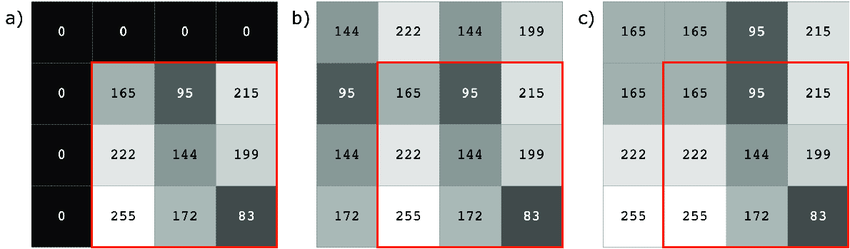 a) 0 0 0 0 b) 144 222 144 199 c) 165 165 95 215
0 165 95 215 95 165 95 215 165 165 95 215
0 222 144 199 144 222 144 199 222 222 144 199
0 255 172 83 172 255 172 83 255 255 172 83